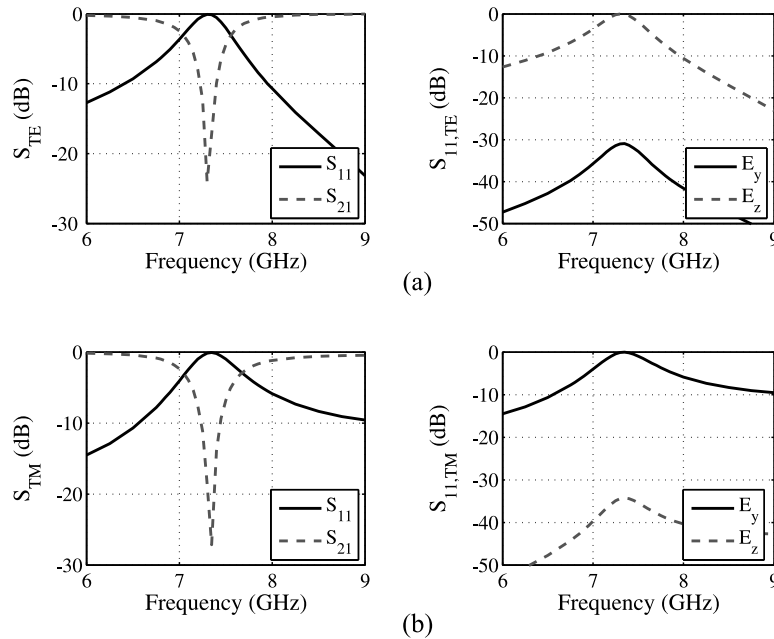 0
-10
-20
-30
S_TE (dB)
6 7 8 9
Frequency (GHz)
S_11
S_21
0
-10
-20
-30
-40
-50
S_11,TE (dB)
6 7 8 9
Frequency (GHz)
E_y
E_z
(a)
0
-10
-20
-30
S_TM (dB)
6 7 8 9
Frequency (GHz)
S_11
S_21
0
-10
-20
-30
-40
-50
S_11,TM (dB)
6 7 8 9
Frequency (GHz)
E_y
E_z
(b)